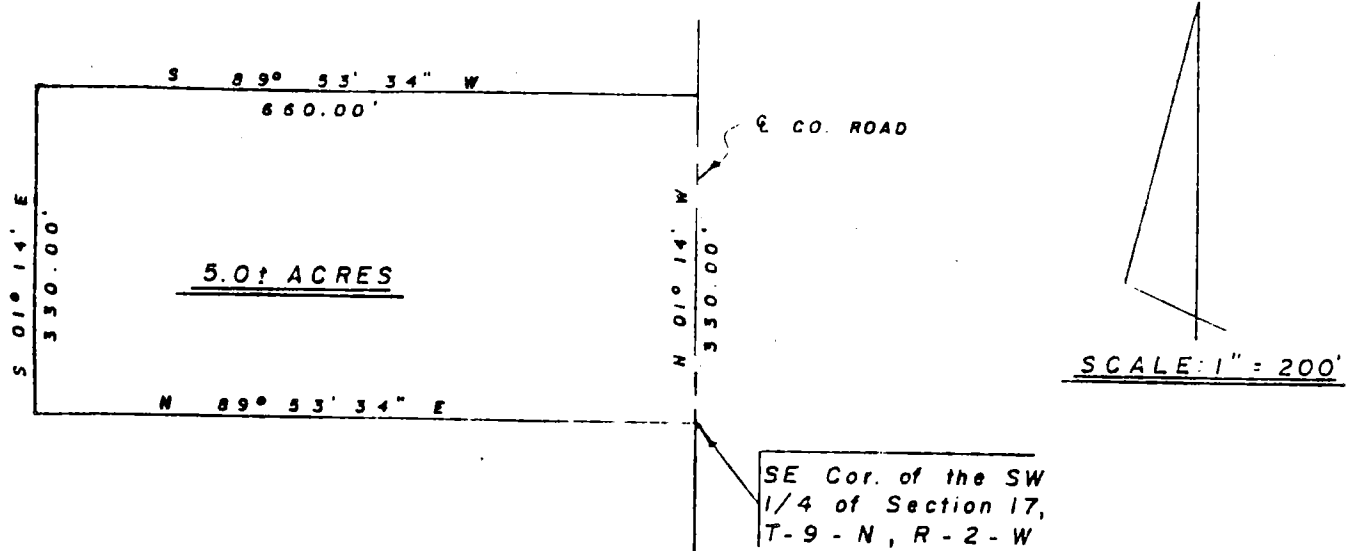 S 89° 53' 34" W
660.00'
℄ CO. ROAD
S 01° 14' E
330.00'
5.0± ACRES
N 01° 14' W
330.00'
SCALE: 1" = 200'
N 89° 53' 34" E
SE Cor. of the SW
1/4 of Section 17,
T-9-N, R-2-W